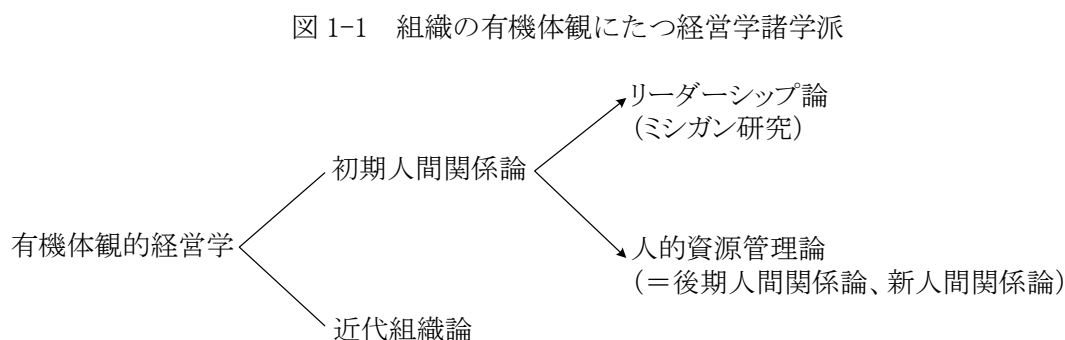 図 1-1　組織の有機体観にたつ経営学諸学派
リーダーシップ論
(ミシガン研究)
初期人間関係論
有機体観的経営学
人的資源管理論
(＝後期人間関係論、新人間関係論)
近代組織論